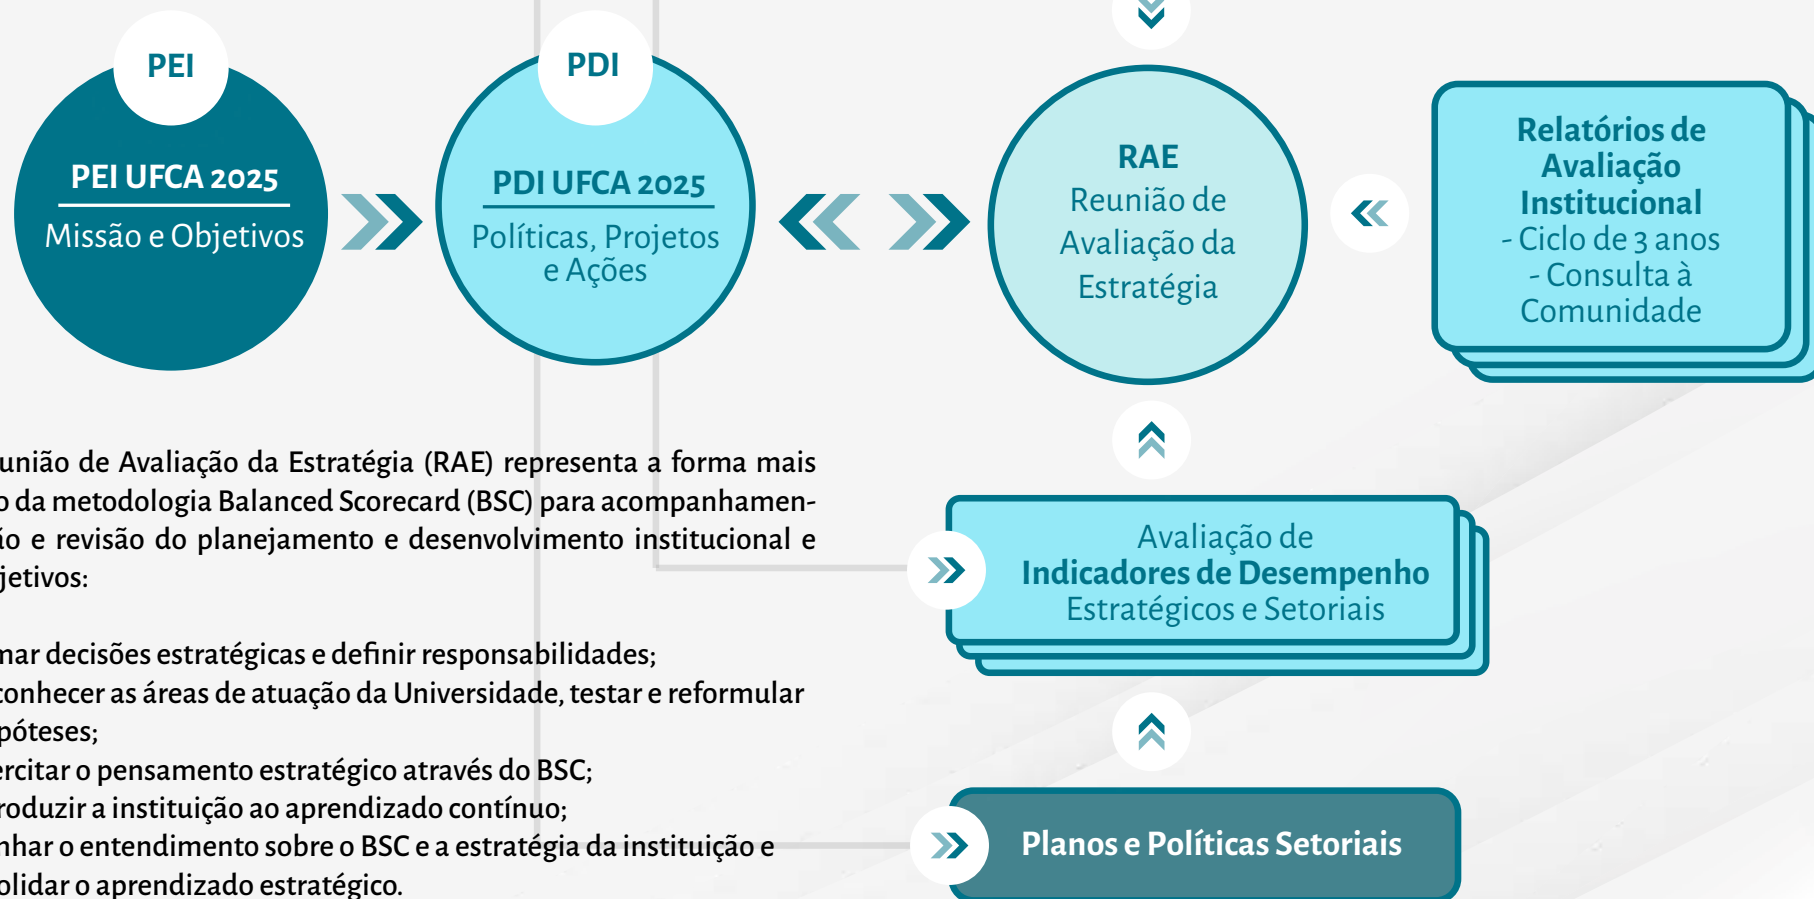 PEI
PEI UFCA 2025
Missão e Objetivos
PDI
PDI UFCA 2025
Políticas, Projetos
e Ações
RAE
Reunião de
Avaliação da
Estratégia
Relatórios de
Avaliação
Institucional
- Ciclo de 3 anos
- Consulta à
Comunidade
união de Avaliação da Estratégia (RAE) representa a forma mais
o da metodologia Balanced Scorecard (BSC) para acompanhamen-
ão e revisão do planejamento e desenvolvimento institucional e
jetivos:
mar decisões estratégicas e definir responsabilidades;
conhecer as áreas de atuação da Universidade, testar e reformular
póteses;
ercitar o pensamento estratégico através do BSC;
roduzir a instituição ao aprendizado contínuo;
nhar o entendimento sobre o BSC e a estratégia da instituição e
olidar o aprendizado estratégico.
Avaliação de
Indicadores de Desempenho
Estratégicos e Setoriais
Planos e Políticas Setoriais